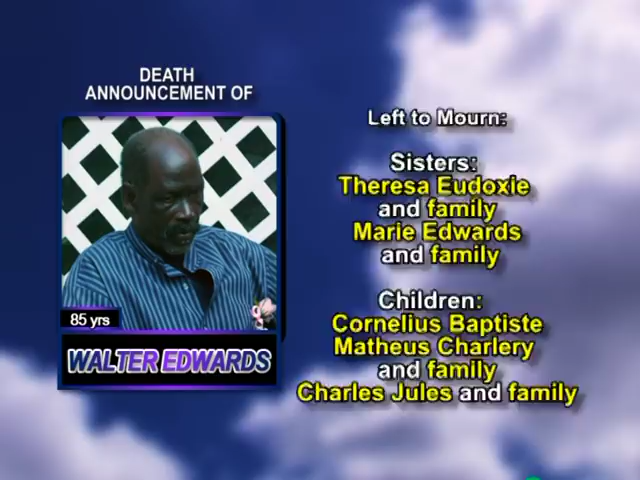 DEATH
ANNOUNCEMENT OF
85 yrs
WALTER EDWARDS
Left to Mourn:
Sisters:
Theresa Eudoxie
and family
Marie Edwards
and family
Children:
Cornelius Baptiste
Matheus Charlery
and family
Charles Jules and family